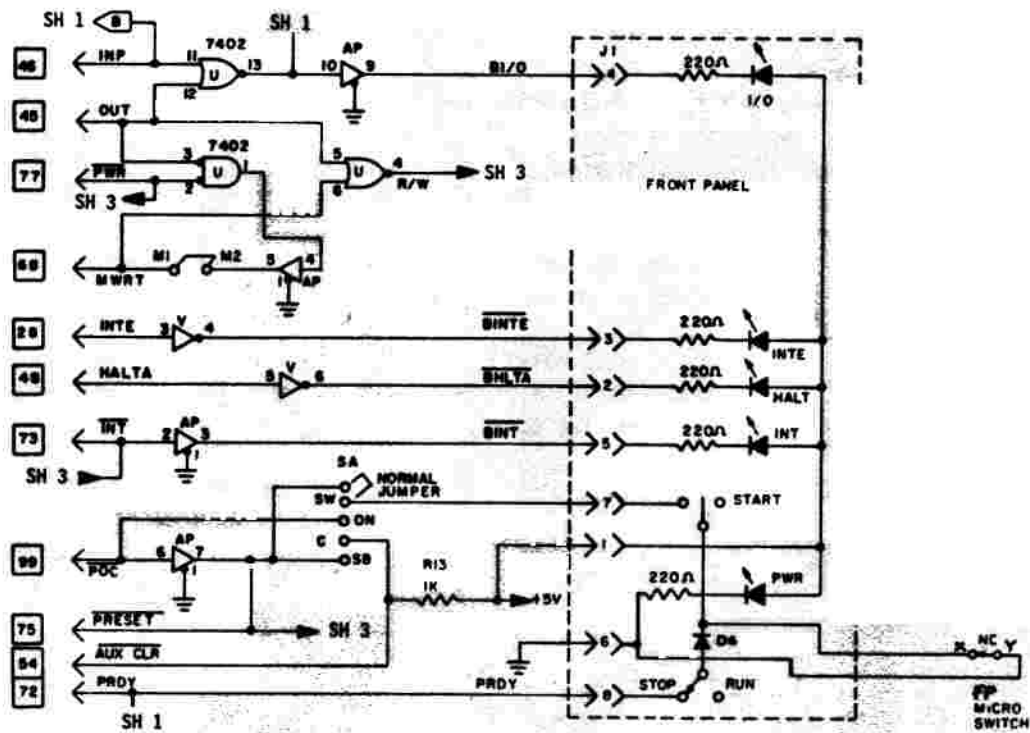 SH 1
B
SH 1
7402
AP
J1
46
INP
11
U
13
10
9
BI/O
4
220Ω
I/O
12
45
OUT
7402
3
U
1
5
U
4
R/W
SH 3
6
77
PWR
2
SH 3
FRONT PANEL
M1
M2
5
4
68
MWRT
1
AP
28
INTE
3
V
4
BINTE
3
220Ω
INTE
48
HALTA
5
V
6
BHLTA
2
220Ω
HALT
73
INT
2
AP
3
1
BINT
5
220Ω
INT
SH 3
SA
NORMAL
JUMPER
SW
7
START
ON
AP
C
1
99
POC
6
7
1
SB
R13
1K
+5V
220Ω
PWR
75
PRESET
SH 3
6
D6
X
NC
Y
54
AUX CLR
72
PRDY
PRDY
8
STOP
RUN
FP
MICRO
SWITCH
SH 1